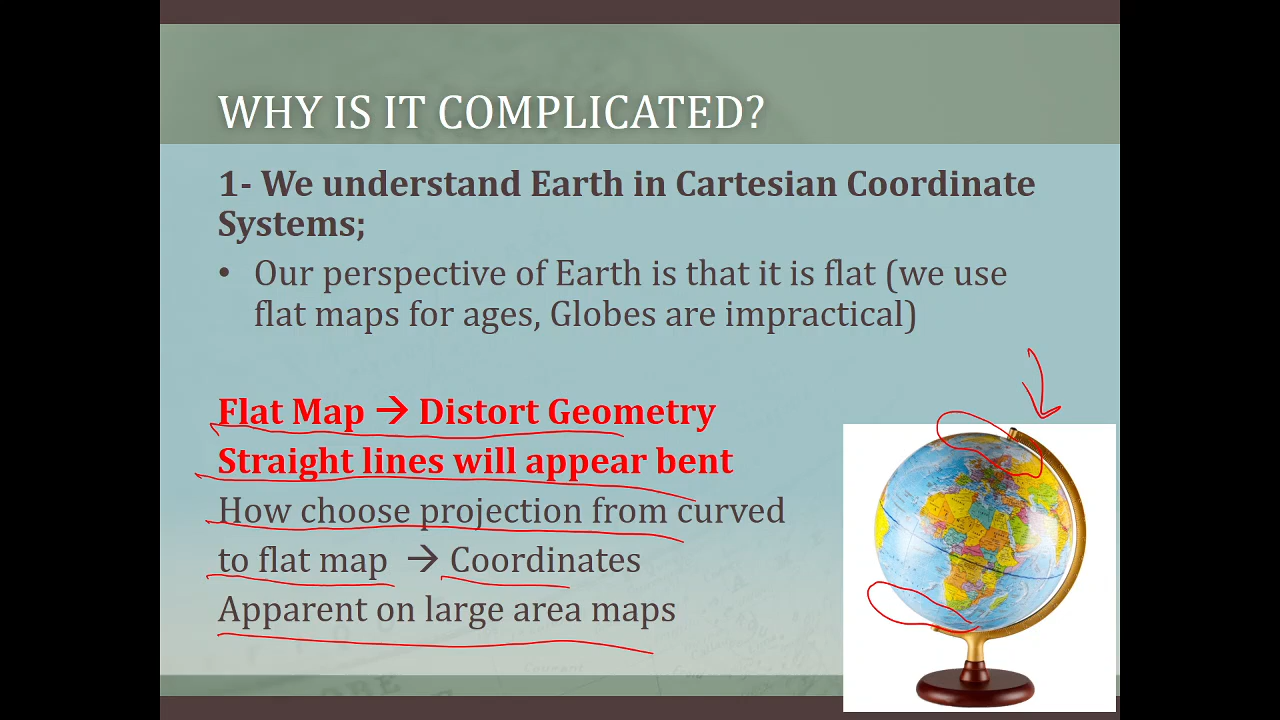 WHY IS IT COMPLICATED?
1- We understand Earth in Cartesian Coordinate
Systems;
• Our perspective of Earth is that it is flat (we use
flat maps for ages, Globes are impractical)
Flat Map → Distort Geometry
Straight lines will appear bent
How choose projection from curved
to flat map → Coordinates
Apparent on large area maps